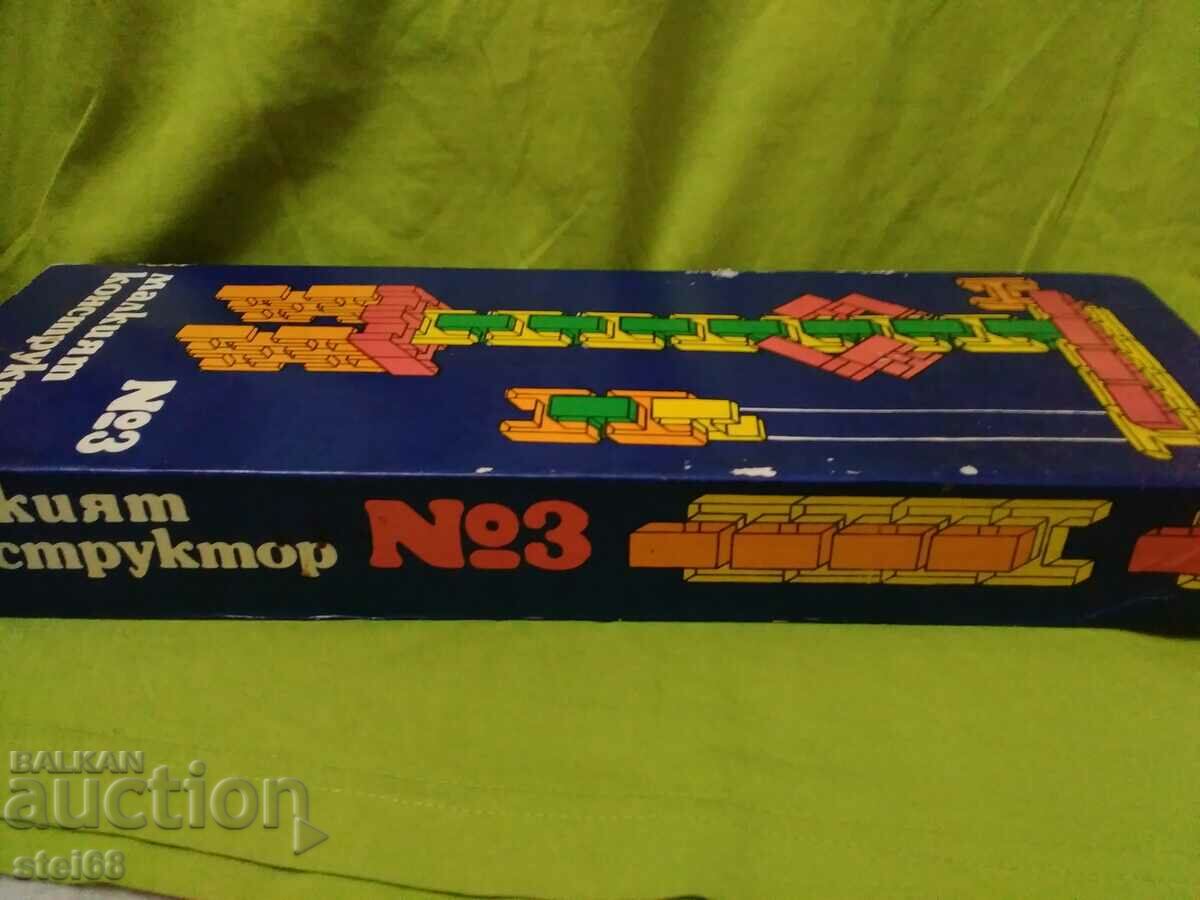 малкият
конструк
№3
кият
структор
№3
BALKAN
auction
stei68